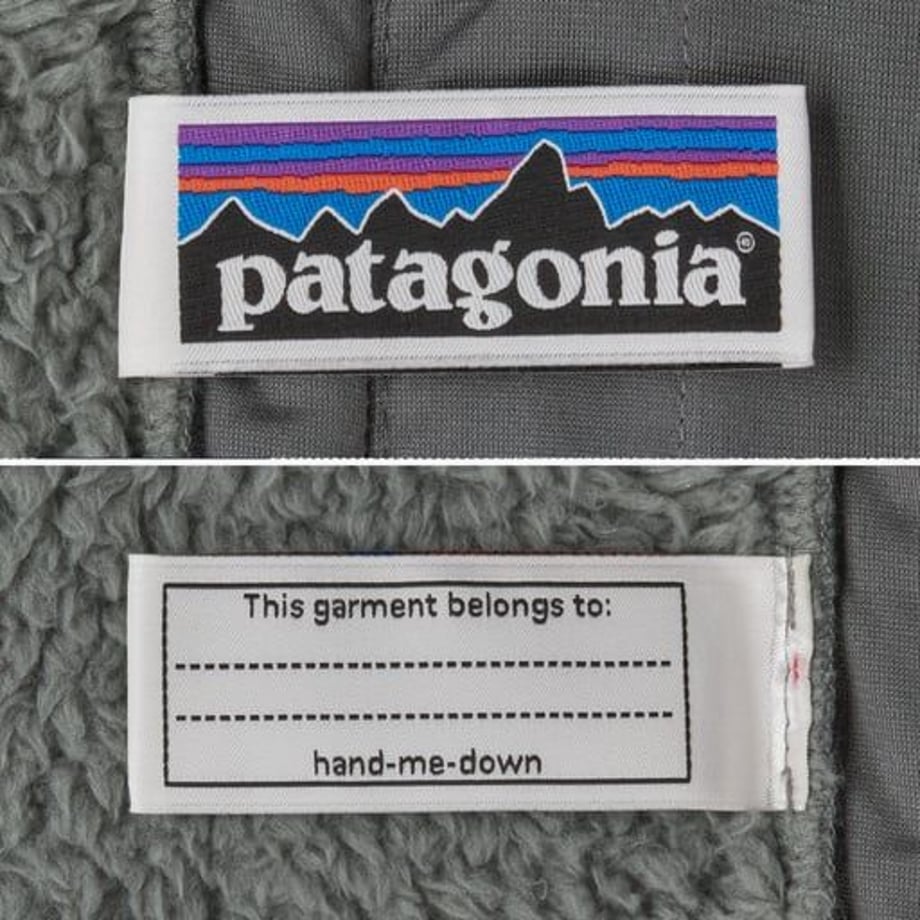 patagonia®
This garment belongs to:
hand-me-down